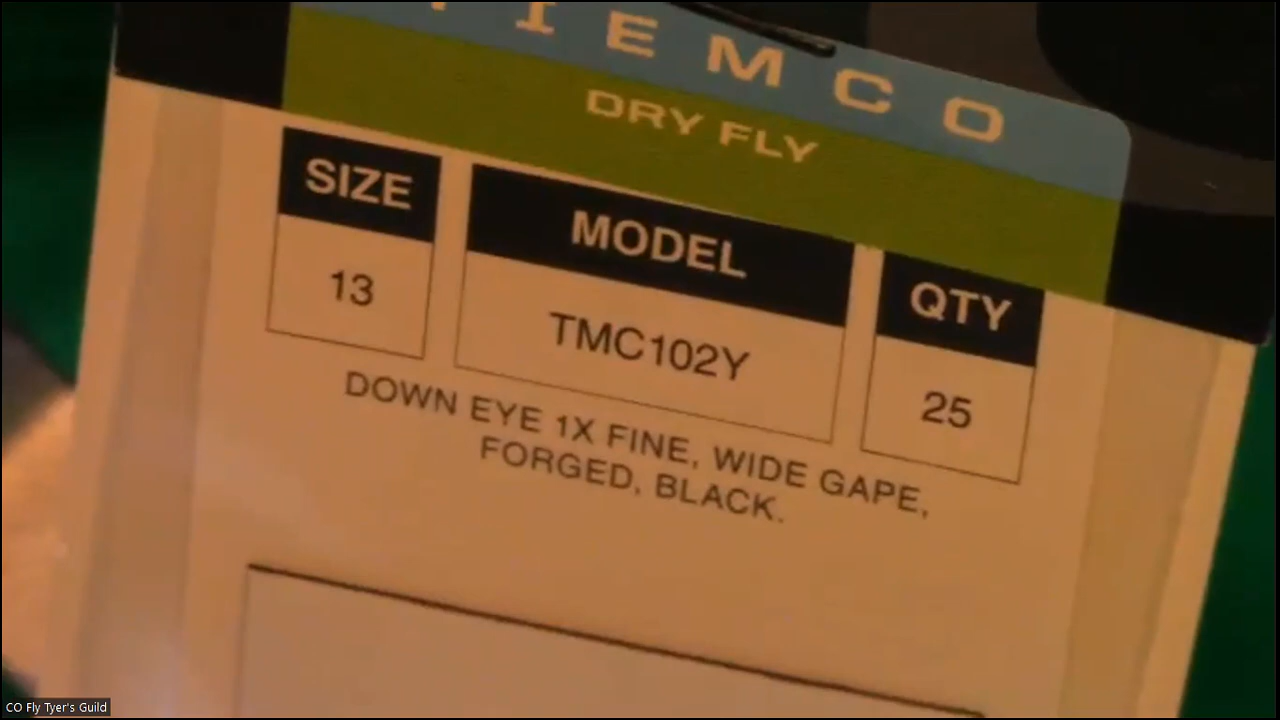 TIEMCO
DRY FLY
SIZE MODEL QTY
13 TMC102Y 25
DOWN EYE 1X FINE, WIDE GAPE,
FORGED, BLACK.
CO Fly Tyer's Guild